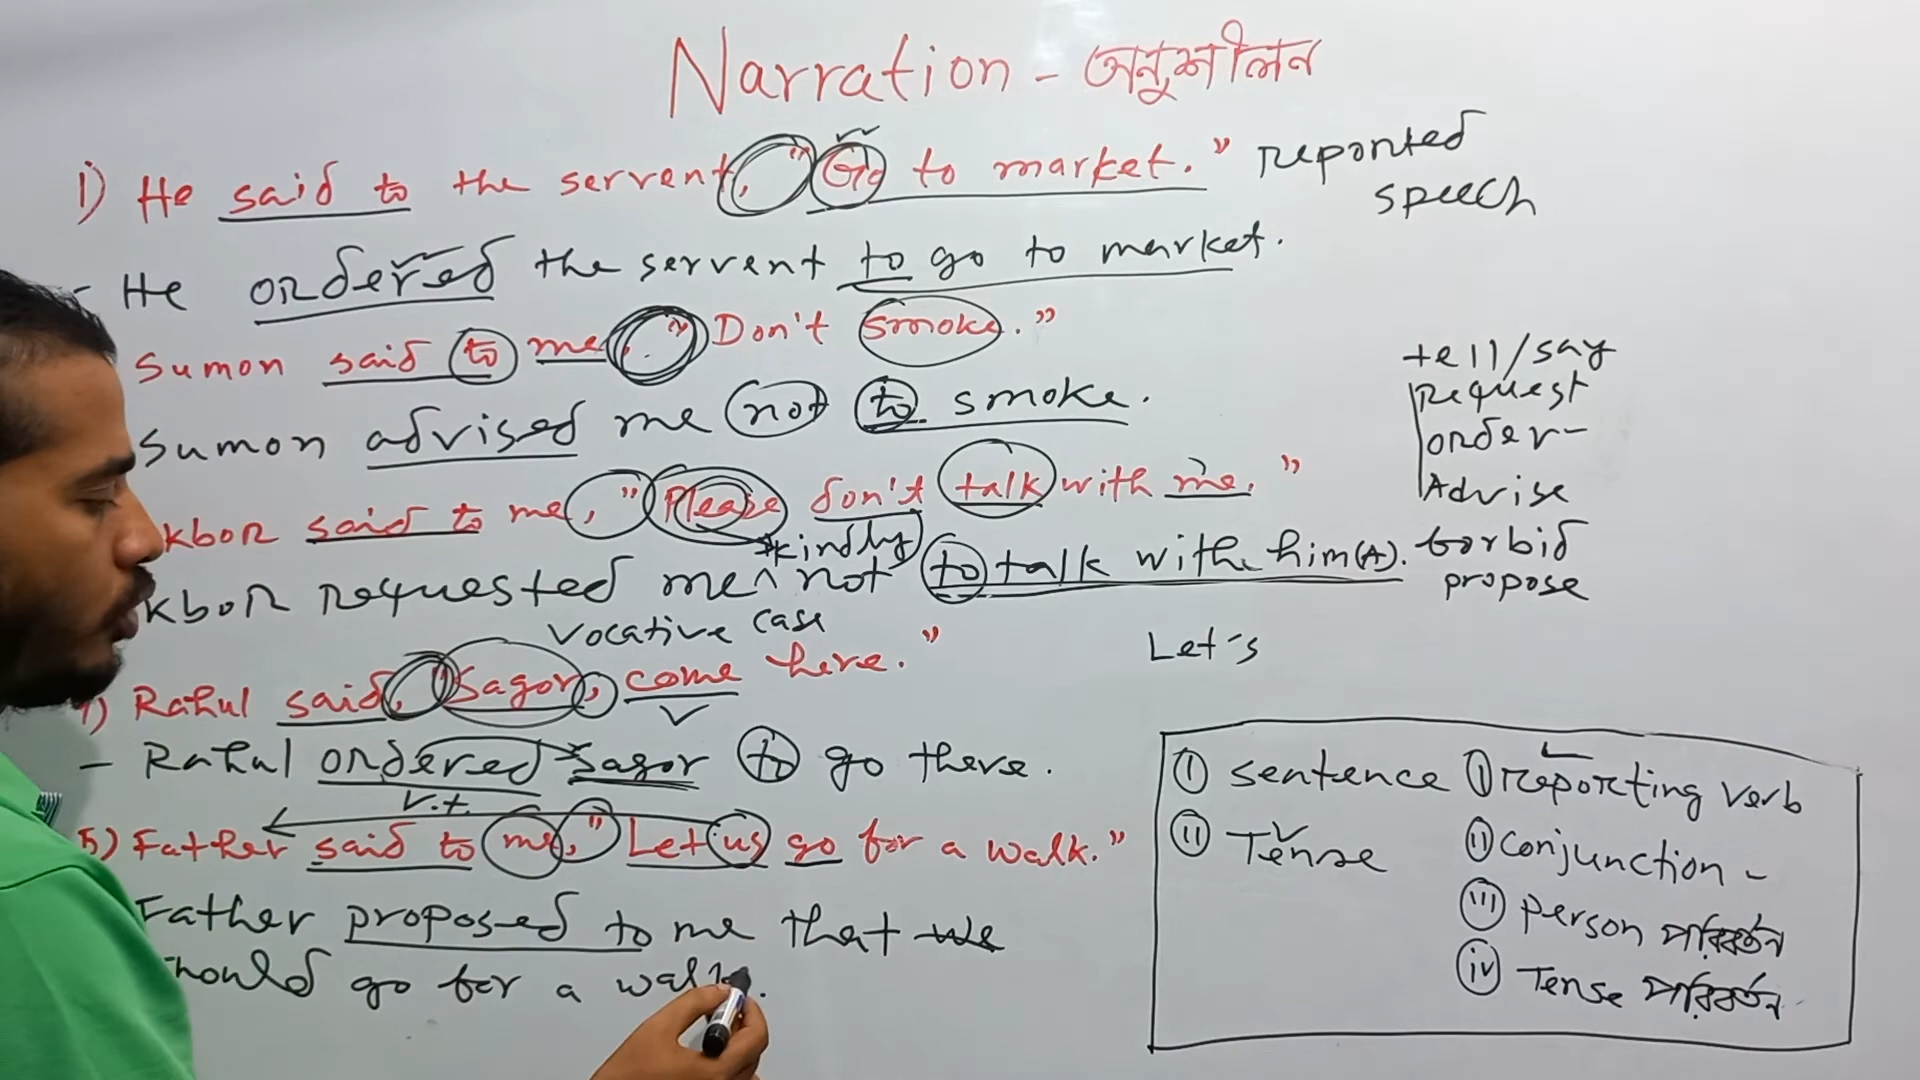 Narration - অনুশীলন
1) He said to the servent, "Go to market." reported speech
- He ordered the servent to go to market.
Sumon said to me, "Don't smoke."
Sumon advised me not to smoke.
kbor said to me, "Please don't talk with me."
kindly
kbor requested me ^ not to talk with him(A).
vocative case
4) Rahul said, "Sagor, come here."
- Rahul ordered Sagor to go there.
v.t.
5) Father said to me, "Let us go for a walk."
Father proposed to me that we
hould go for a walk.
tell/say
request
order-
Advise
forbid
propose
Let's
i) sentence
ii) Tense
i) reporting verb
ii) conjunction -
iii) person পরিবর্তন
iv) Tense পরিবর্তন